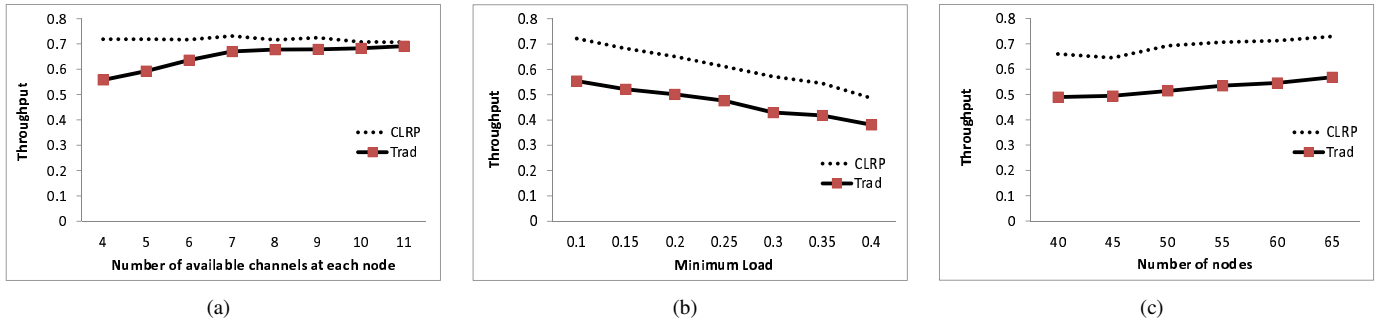 0.8
0.7
0.6
0.5
0.4
0.3
0.2
0.1
0
Throughput
CLRP
Trad
4 5 6 7 8 9 10 11
Number of available channels at each node
(a)
0.8
0.7
0.6
0.5
0.4
0.3
0.2
0.1
0
Throughput
CLRP
Trad
0.1 0.15 0.2 0.25 0.3 0.35 0.4
Minimum Load
(b)
0.8
0.7
0.6
0.5
0.4
0.3
0.2
0.1
0
Throughput
CLRP
Trad
40 45 50 55 60 65
Number of nodes
(c)